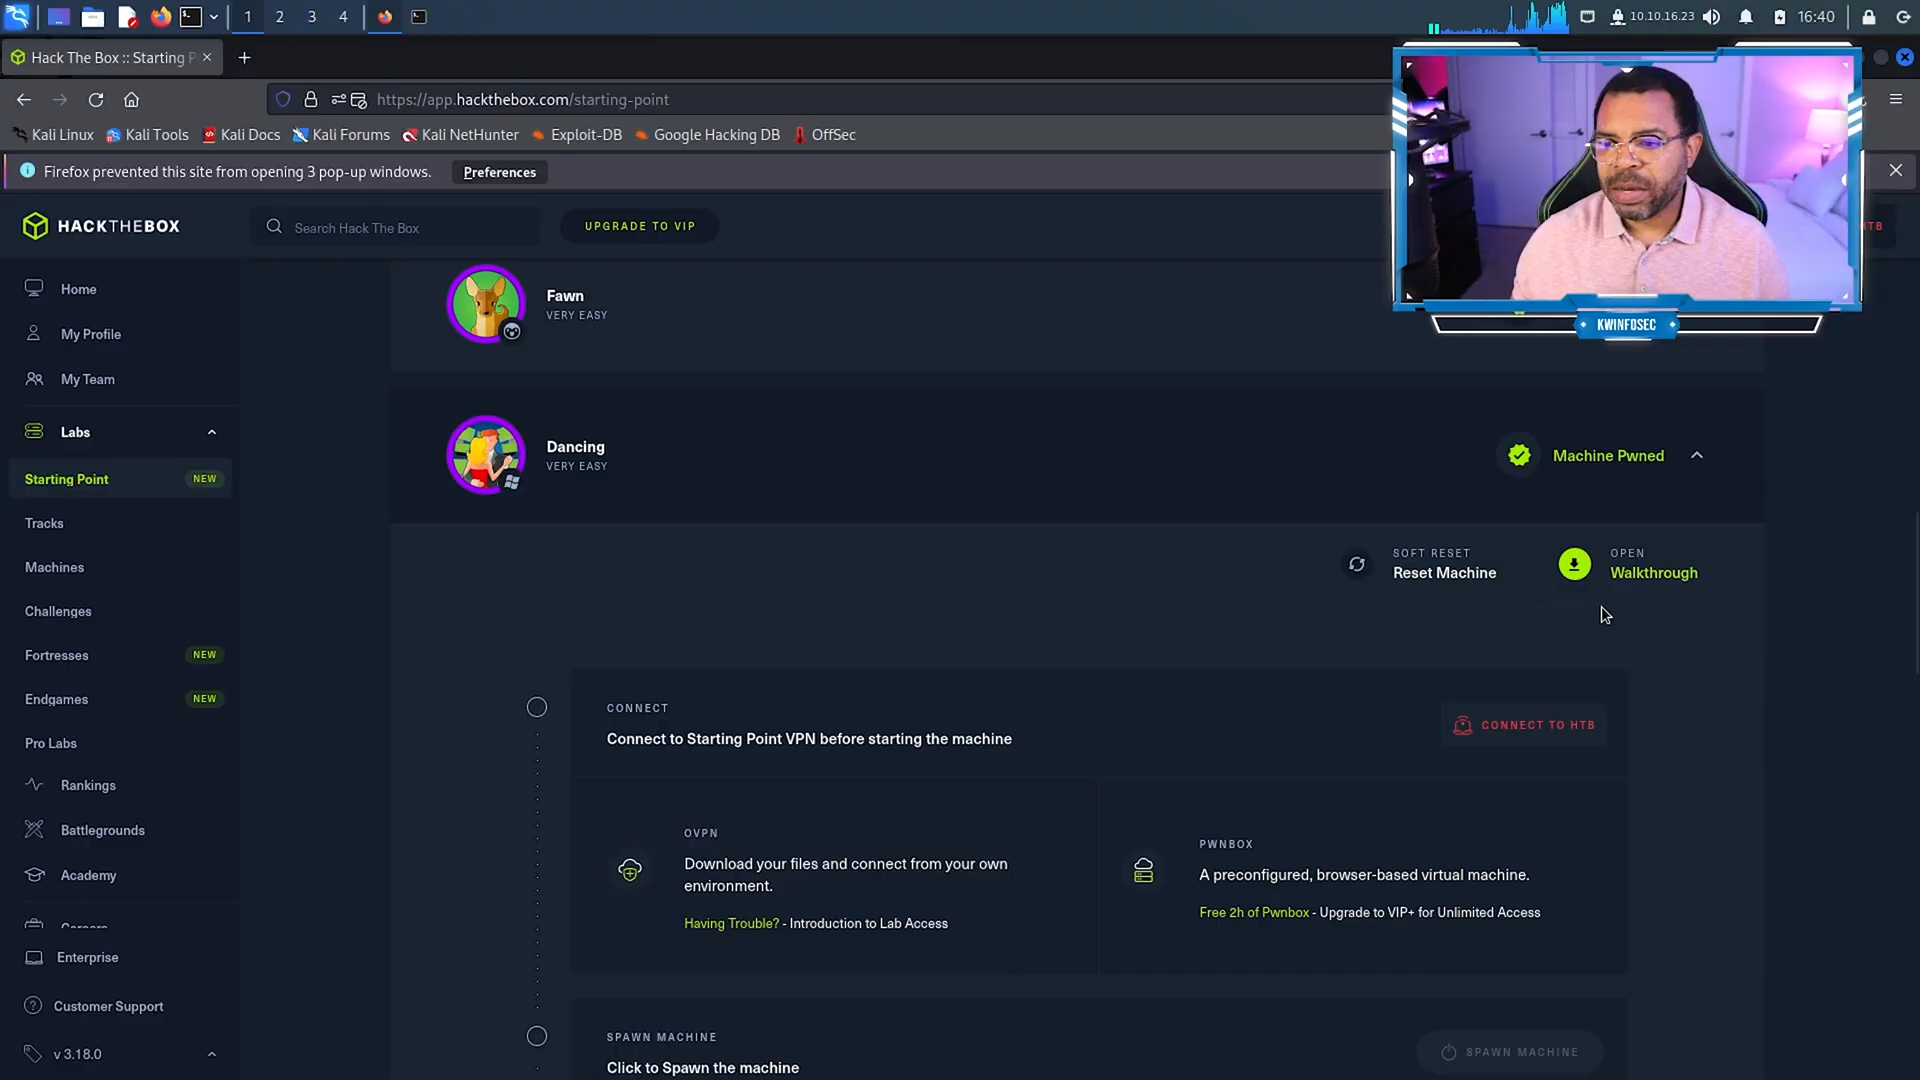 1 2 3 4
10.10.16.23
16:40
Hack The Box :: Starting P
https://app.hackthebox.com/starting-point
Kali Linux
Kali Tools
Kali Docs
Kali Forums
Kali NetHunter
Exploit-DB
Google Hacking DB
OffSec
Firefox prevented this site from opening 3 pop-up windows.
Preferences
HACKTHEBOX
Search Hack The Box
UPGRADE TO VIP
HTB
KWINFOSEC
Home
My Profile
My Team
Labs
Starting Point NEW
Tracks
Machines
Challenges
Fortresses NEW
Endgames NEW
Pro Labs
Rankings
Battlegrounds
Academy
Careers
Enterprise
Customer Support
v 3.18.0
Fawn
VERY EASY
Dancing
VERY EASY
Machine Pwned
SOFT RESET
Reset Machine
OPEN
Walkthrough
CONNECT
Connect to Starting Point VPN before starting the machine
CONNECT TO HTB
OVPN
Download your files and connect from your own
environment.
Having Trouble? - Introduction to Lab Access
PWNBOX
A preconfigured, browser-based virtual machine.
Free 2h of Pwnbox - Upgrade to VIP+ for Unlimited Access
SPAWN MACHINE
Click to Spawn the machine
SPAWN MACHINE